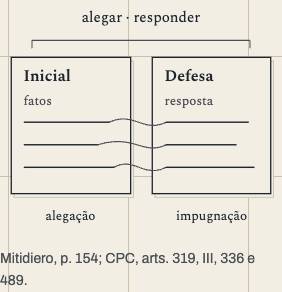 alegar · responder
Inicial
fatos
Defesa
resposta
alegação
impugnação
Mitidiero, p. 154; CPC, arts. 319, III, 336 e
489.